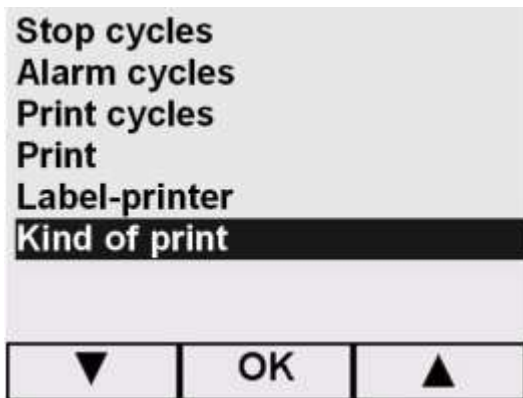 Stop cycles
Alarm cycles
Print cycles
Print
Label-printer
Kind of print
▼ OK ▲